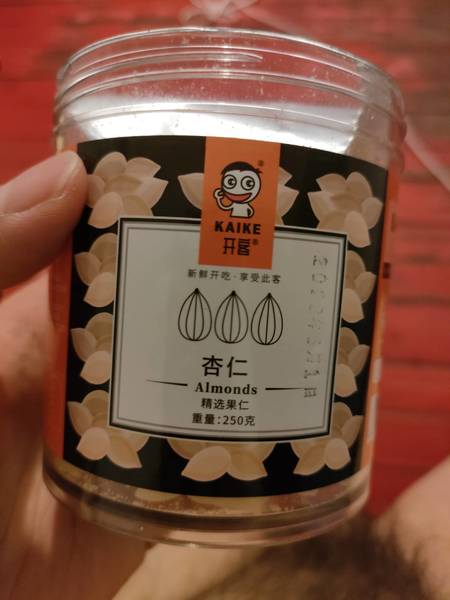 KAIKE
开客®
新鲜开吃·享受此客
杏仁
Almonds
精选果仁
重量:250克